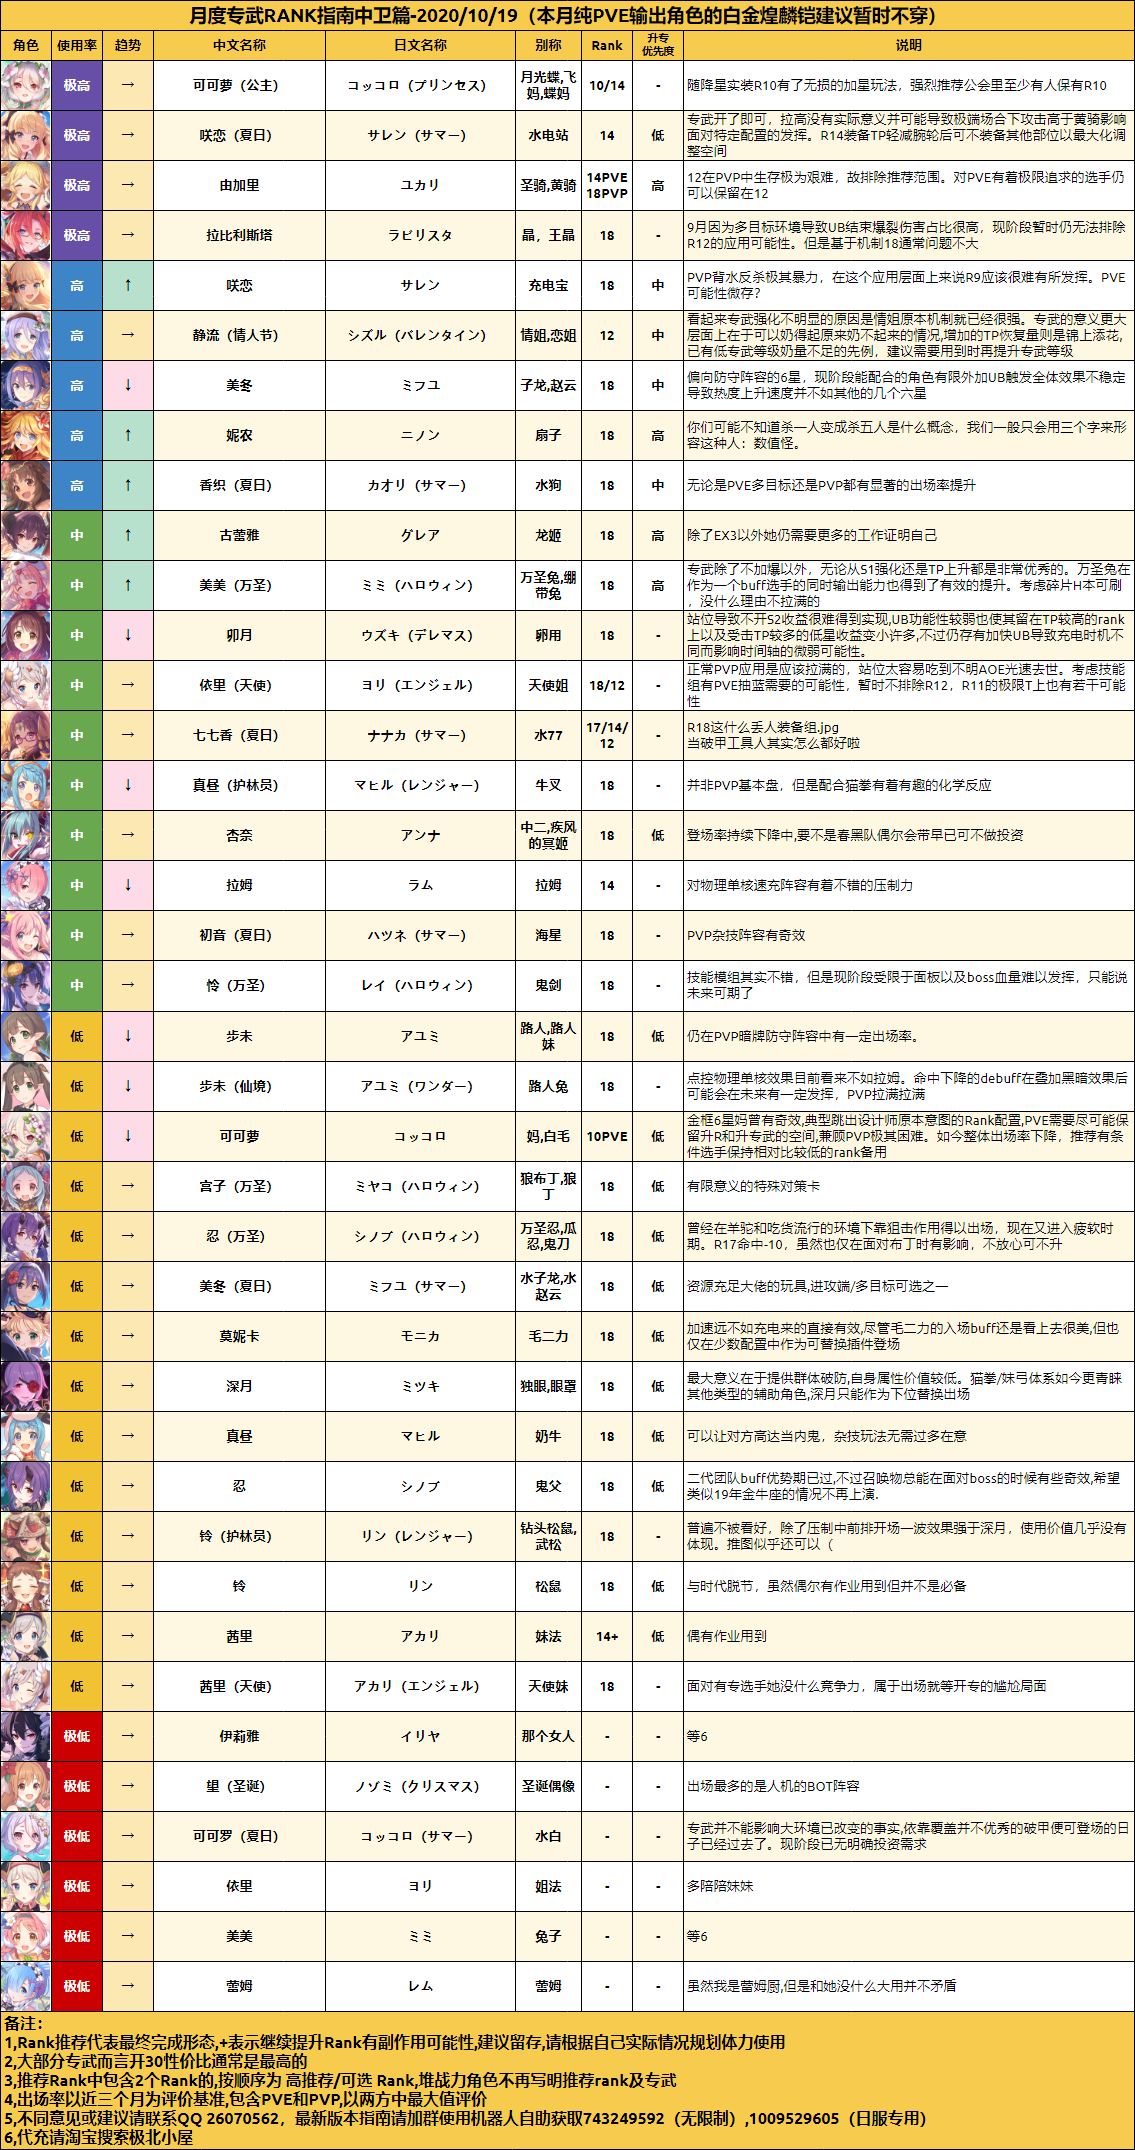 月度专武RANK指南中卫篇-2020/10/19（本月纯PVE输出角色的白金煌麟铠建议暂时不穿）
角色 使用率 趋势 中文名称 日文名称 别称 Rank 升专优先度 说明
极高 → 可可萝（公主） コッコロ（プリンセス） 月光蝶,飞妈,蝶妈 10/14 - 随降星实装R10有了无损的加星玩法，强烈推荐公会里至少有人保有R10
极高 → 咲恋（夏日） サレン（サマー） 水电站 14 低 专武开了即可，拉高没有实际意义并可能导致极端场合下攻击高于黄骑影响
面对特定配置的发挥。R14装备TP轻减腕轮后可不装备其他部位以最大化调
整空间
极高 → 由加里 ユカリ 圣骑,黄骑 14PVE 18PVP 高 12在PVP中生存极为艰难，故排除推荐范围。对PVE有着极限追求的选手仍
可以保留在12
极高 → 拉比利斯塔 ラビリスタ 晶，王晶 18 - 9月因为多目标环境导致UB结束爆裂伤害占比很高，现阶段暂时仍无法排除
R12的应用可能性。但是基于机制18通常问题不大
高 ↑ 咲恋 サレン 充电宝 18 中 PVP背水反杀极其暴力，在这个应用层面上来说R9应该很难有所发挥。PVE
可能性微存？
高 → 静流（情人节） シズル（バレンタイン） 情姐,恋姐 12 中 看起来专武强化不明显的原因是情姐原本机制就已经很强。专武的意义更大
层面上在于可以奶得起原来奶不起来的情况,增加的TP恢复量则是锦上添花,
已有低专武等级奶量不足的先例，建议需要用到时再提升专武等级
高 ↓ 美冬 ミフユ 子龙,赵云 18 中 偏向防守阵容的6星，现阶段能配合的角色有限外加UB触发全体效果不稳定
导致热度上升速度并不如其他的几个六星
高 ↑ 妮农 ニノン 扇子 18 高 你们可能不知道杀一人变成杀五人是什么概念，我们一般只会用三个字来形
容这种人：数值怪。
高 ↑ 香织（夏日） カオリ（サマー） 水狗 18 中 无论是PVE多目标还是PVP都有显著的出场率提升
中 ↑ 古蕾雅 グレア 龙姬 18 高 除了EX3以外她仍需要更多的工作证明自己
中 ↑ 美美（万圣） ミミ（ハロウィン） 万圣兔,绷带兔 18 高 专武除了不加爆以外，无论从S1强化还是TP上升都是非常优秀的。万圣兔在
作为一个buff选手的同时输出能力也得到了有效的提升。考虑碎片H本可刷
，没什么理由不拉满的
中 ↓ 卯月 ウズキ（デレマス） 卵用 18 - 站位导致不开S2收益很难得到实现,UB功能性较弱也使其留在TP较高的rank
上以及受击TP较多的低星收益变小许多,不过仍存有加快UB导致充电时机不
同而影响时间轴的微弱可能性。
中 → 依里（天使） ヨリ（エンジェル） 天使姐 18/12 - 正常PVP应用是应该拉满的，站位太容易吃到不明AOE光速去世。考虑技能
组有PVE抽蓝需要的可能性，暂时不排除R12，R11的极限T上也有若干可能
性
中 → 七七香（夏日） ナナカ（サマー） 水77 17/14/12 - R18这什么丢人装备组.jpg
当破甲工具人其实怎么都好啦
中 ↓ 真昼（护林员） マヒル（レンジャー） 牛叉 18 - 并非PVP基本盘，但是配合猫拳有着有趣的化学反应
中 → 杏奈 アンナ 中二,疾风的冥姬 18 低 登场率持续下降中,要不是春黑队偶尔会带早已可不做投资
中 ↓ 拉姆 ラム 拉姆 14 - 对物理单核速充阵容有着不错的压制力
中 → 初音（夏日） ハツネ（サマー） 海星 18 - PVP杂技阵容有奇效
中 → 怜（万圣） レイ（ハロウィン） 鬼剑 18 - 技能模组其实不错，但是现阶段受限于面板以及boss血量难以发挥，只能说
未来可期了
低 ↓ 步未 アユミ 路人,路人妹 18 低 仍在PVP暗牌防守阵容中有一定出场率。
低 ↓ 步未（仙境） アユミ（ワンダー） 路人兔 18 - 点控物理单核效果目前看来不如拉姆。命中下降的debuff在叠加黑暗效果后
可能会在未来有一定发挥，PVP拉满拉满
低 ↓ 可可萝 コッコロ 妈,白毛 10PVE 低 金框6星妈曾有奇效,典型跳出设计师原本意图的Rank配置,PVE需要尽可能保
留升R和升专武的空间,兼顾PVP极其困难。如今整体出场率下降，推荐有条
件选手保持相对比较低的rank备用
低 → 宫子（万圣） ミヤコ（ハロウィン） 狼布丁,狼丁 18 低 有限意义的特殊对策卡
低 → 忍（万圣） シノブ（ハロウィン） 万圣忍,瓜忍,鬼刀 18 低 曾经在羊驼和吃货流行的环境下靠狙击作用得以出场，现在又进入疲软时
期。R17命中-10，虽然也仅在面对布丁时有影响，不放心可不升
低 → 美冬（夏日） ミフユ（サマー） 水子龙,水赵云 18 低 资源充足大佬的玩具,进攻端/多目标可选之一
低 → 莫妮卡 モニカ 毛二力 18 低 加速远不如充电来的直接有效,尽管毛二力的入场buff还是看上去很美,但也
仅在少数配置中作为可替换插件登场
低 → 深月 ミツキ 独眼,眼罩 18 低 最大意义在于提供群体破防,自身属性价值较低。猫拳/妹弓体系如今更青睐
其他类型的辅助角色,深月只能作为下位替换出场
低 → 真昼 マヒル 奶牛 18 低 可以让对方高达当内鬼，杂技玩法无需过多在意
低 → 忍 シノブ 鬼父 18 低 二代团队buff优势期已过,不过召唤物总能在面对boss的时候有些奇效,希望
类似19年金牛座的情况不再上演.
低 → 铃（护林员） リン（レンジャー） 钻头松鼠,武松 18 - 普遍不被看好，除了压制中前排开场一波效果强于深月，使用价值几乎没有
体现。推图似乎还可以（
低 → 铃 リン 松鼠 18 低 与时代脱节，虽然偶尔有作业用到但并不是必备
低 → 茜里 アカリ 妹法 14+ 低 偶有作业用到
低 → 茜里（天使） アカリ（エンジェル） 天使妹 18 - 面对有专选手她没什么竞争力，属于出场就等开专的尴尬局面
极低 → 伊莉雅 イリヤ 那个女人 - - 等6
极低 → 望（圣诞） ノゾミ（クリスマス） 圣诞偶像 - - 出场最多的是人机的BOT阵容
极低 → 可可罗（夏日） コッコロ（サマー） 水白 - - 专武并不能影响大环境已改变的事实,依靠覆盖并不优秀的破甲便可登场的日
子已经过去了。现阶段已无明确投资需求
极低 → 依里 ヨリ 姐法 - - 多陪陪妹妹
极低 → 美美 ミミ 兔子 - - 等6
极低 → 蕾姆 レム 蕾姆 - - 虽然我是蕾姆厨,但是和她没什么大用并不矛盾
备注：
1,Rank推荐代表最终完成形态,+表示继续提升Rank有副作用可能性,建议留存,请根据自己实际情况规划体力使用
2,大部分专武而言开30性价比通常是最高的
3,推荐Rank中包含2个Rank的,按顺序为 高推荐/可选 Rank,堆战力角色不再写明推荐rank及专武
4,出场率以近三个月为评价基准,包含PVE和PVP,以两方中最大值评价
5,不同意见或建议请联系QQ 26070562，最新版本指南请加群使用机器人自助获取743249592（无限制）,1009529605（日服专用）
6,代充请淘宝搜索极北小屋